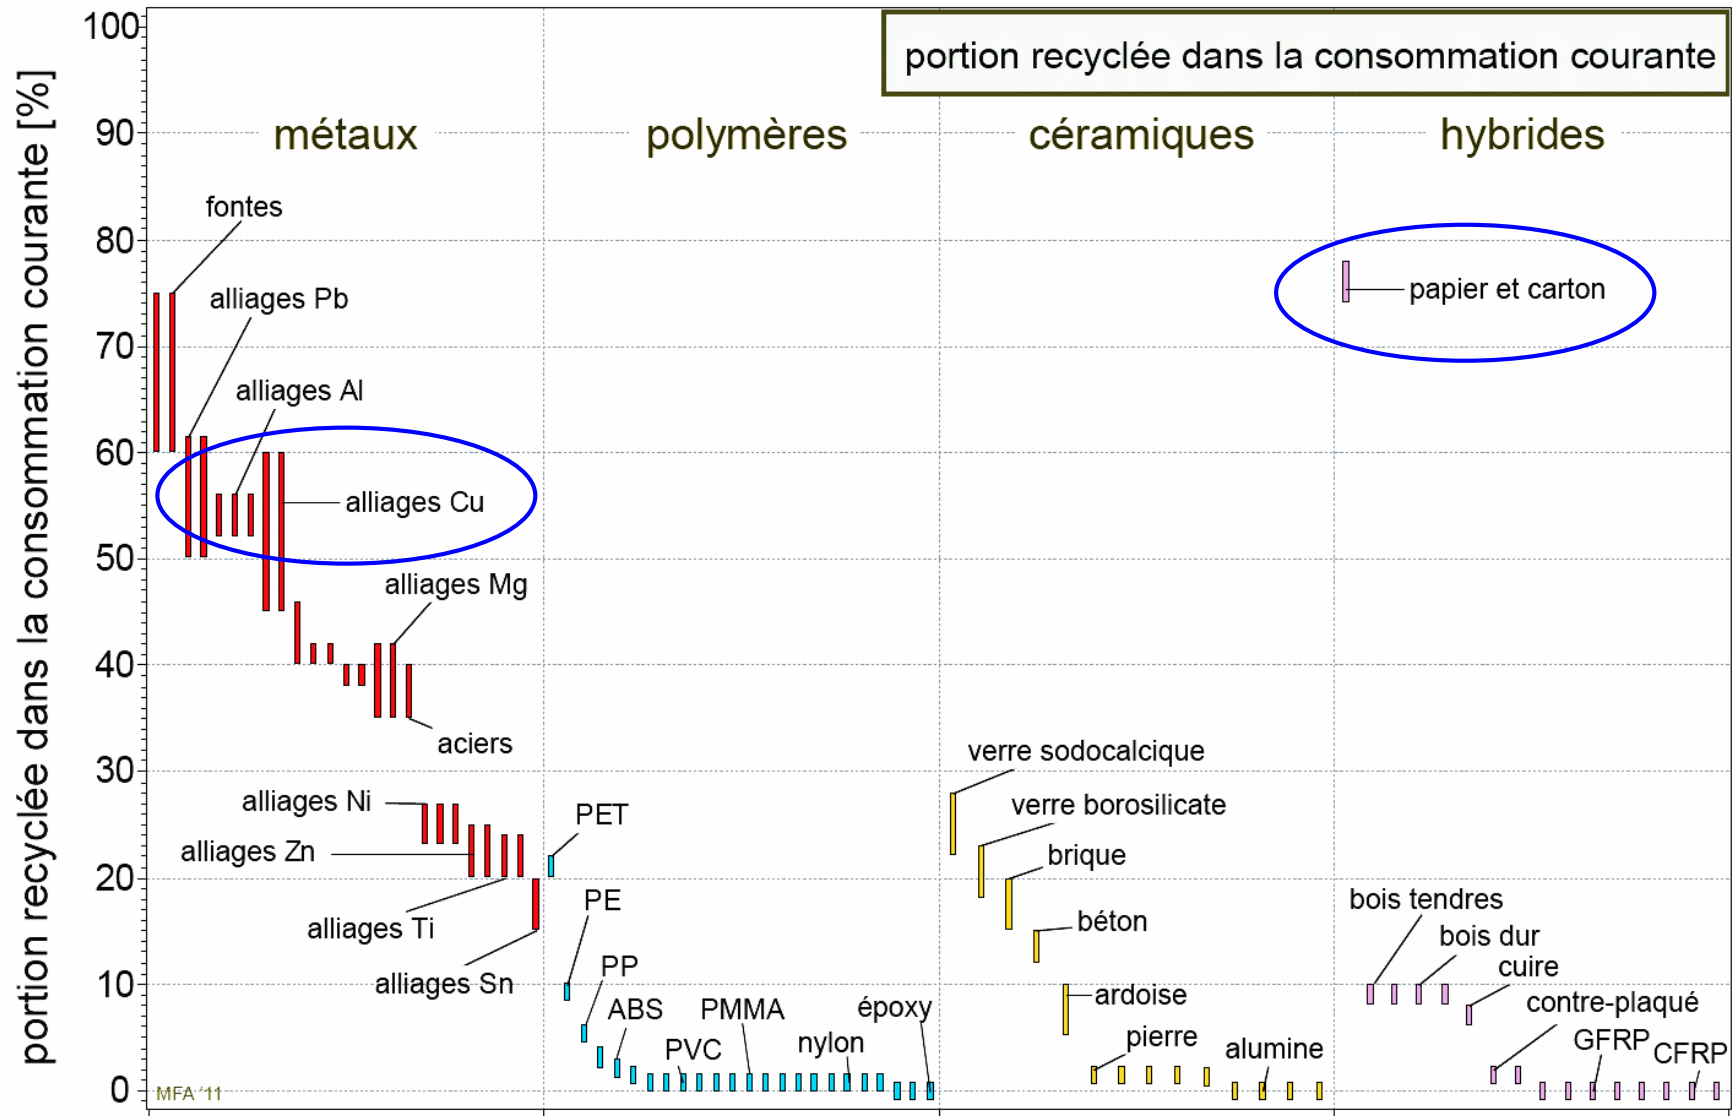 portion recyclée dans la consommation courante
portion recyclée dans la consommation courante [%]
100
90
80
70
60
50
40
30
20
10
0
métaux
polymères
céramiques
hybrides
fontes
alliages Pb
alliages Al
alliages Cu
alliages Mg
aciers
alliages Ni
alliages Zn
alliages Ti
alliages Sn
PET
PE
PP
ABS
PVC
PMMA
nylon
époxy
verre sodocalcique
verre borosilicate
brique
béton
ardoise
pierre
alumine
papier et carton
bois tendres
bois dur
cuire
contre-plaqué
GFRP
CFRP
MFA '11